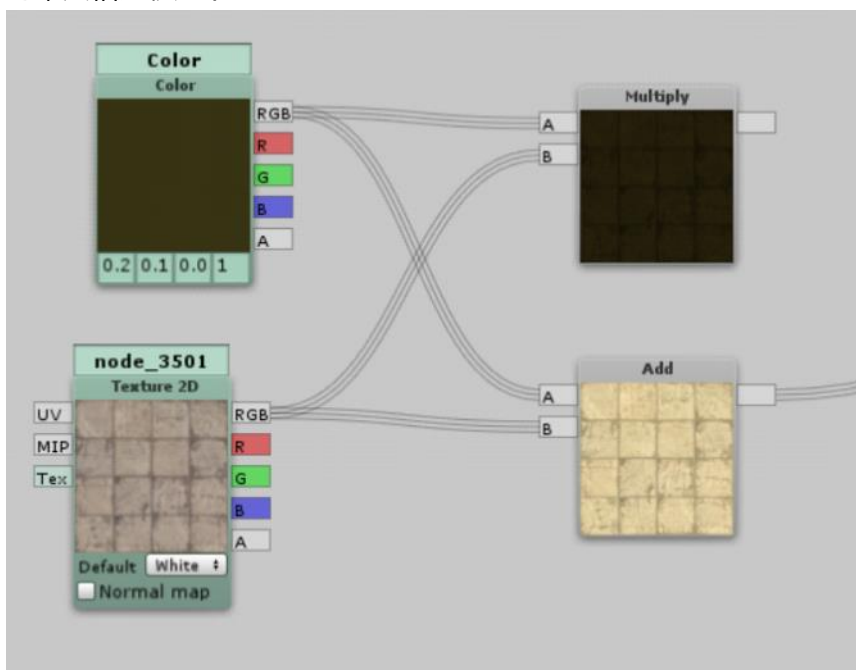 Color
Color
RGB
R
G
B
A
0.2 0.1 0.0 1
Multiply
A
B
node_3501
Texture 2D
UV
MIP
Tex
RGB
R
G
B
A
Default White
Normal map
Add
A
B